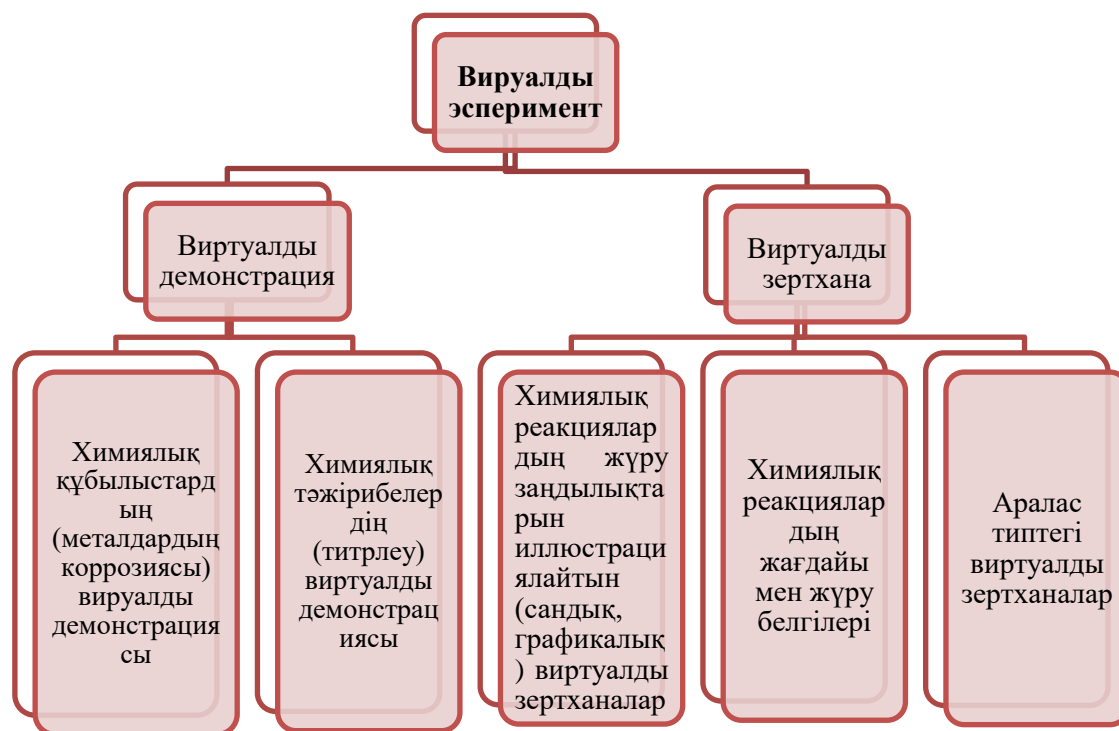 Вируалды
эсперимент
Виртуалды
демонстрация
Виртуалды
зертхана
Химиялық
құбылыстард
ың
(металдардың
коррозиясы)
вируалды
демонстрация
сы
Химиялық
тәжірибелер
дің
(титрлеу)
виртуалды
демонстрац
иясы
Химиялық
реакциялар
дың жүру
заңдылықта
рын
иллюстраци
ялайтын
(сандық,
графикалық
) виртуалды
зертханалар
Химиялық
реакциялар
дың
жағдайы
мен жүру
белгілері
Аралас
типтегі
виртуалды
зертханалар